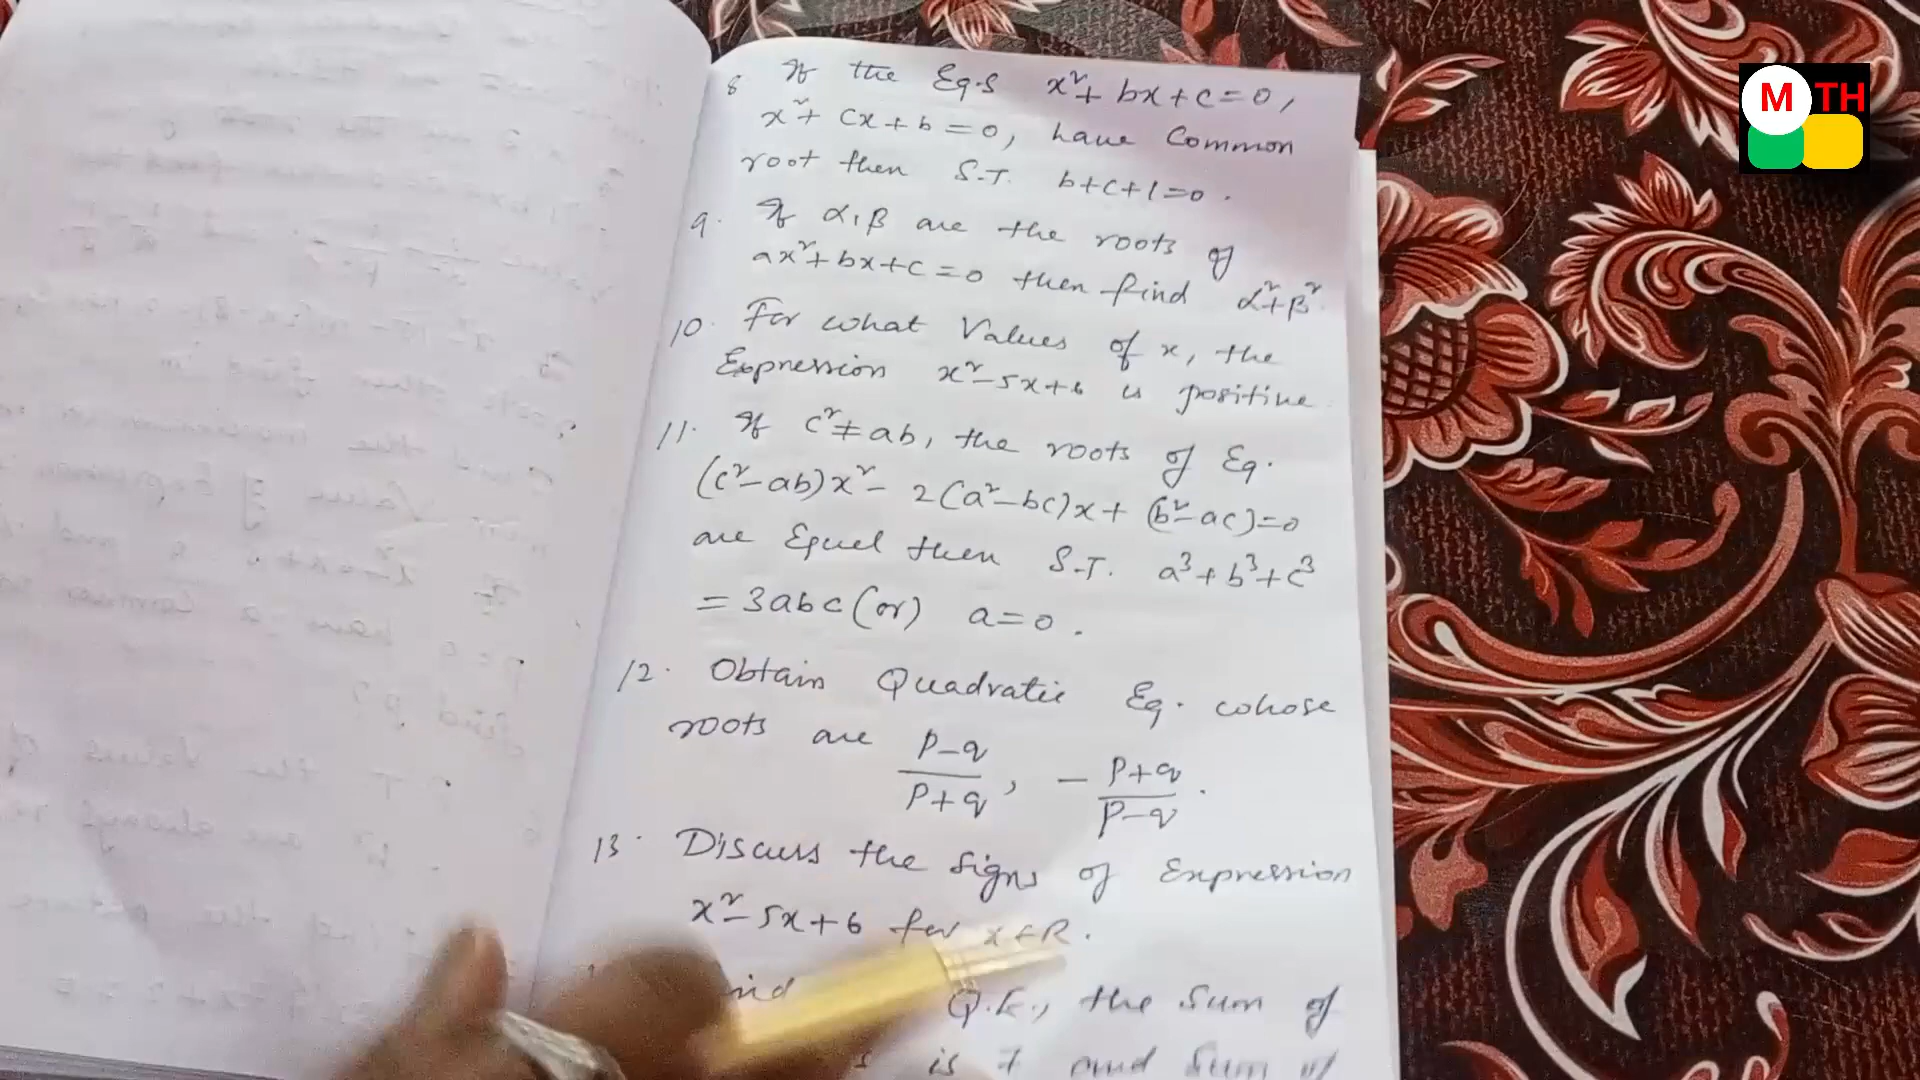 M TH
8 If the Eq.s x²+ bx+c=0,
x²+ cx+b=0, have Common
root then S.T. b+c+1=0.
9. If α,β are the roots of
ax²+bx+c=0 then find α²+β².
10. For what Values of x, the
Expression x²-5x+6 is positive
11. If c²≠ab, the roots of Eq.
(c²-ab)x²- 2(a²-bc)x+(b²-ac)=0
are Equel then S.T. a³+b³+c³
= 3abc (or) a=0.
12. Obtain Quadratic Eq. whose
roots are p-q/p+q, - p+q/p-q.
13. Discuss the signs of Expression
x²-5x+6 for x∈R.
Q.E., the Sum of
is 7 and Sum of